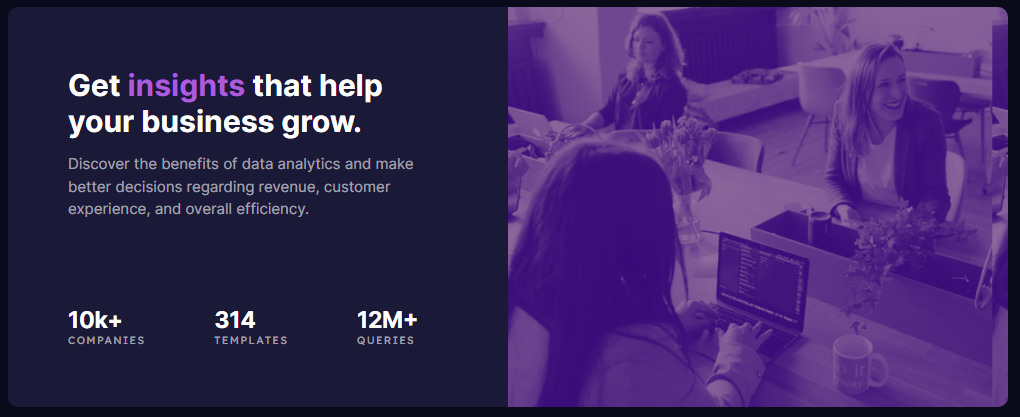 Get insights that help
your business grow.
Discover the benefits of data analytics and make
better decisions regarding revenue, customer
experience, and overall efficiency.
10k+ 314 12M+
COMPANIES TEMPLATES QUERIES